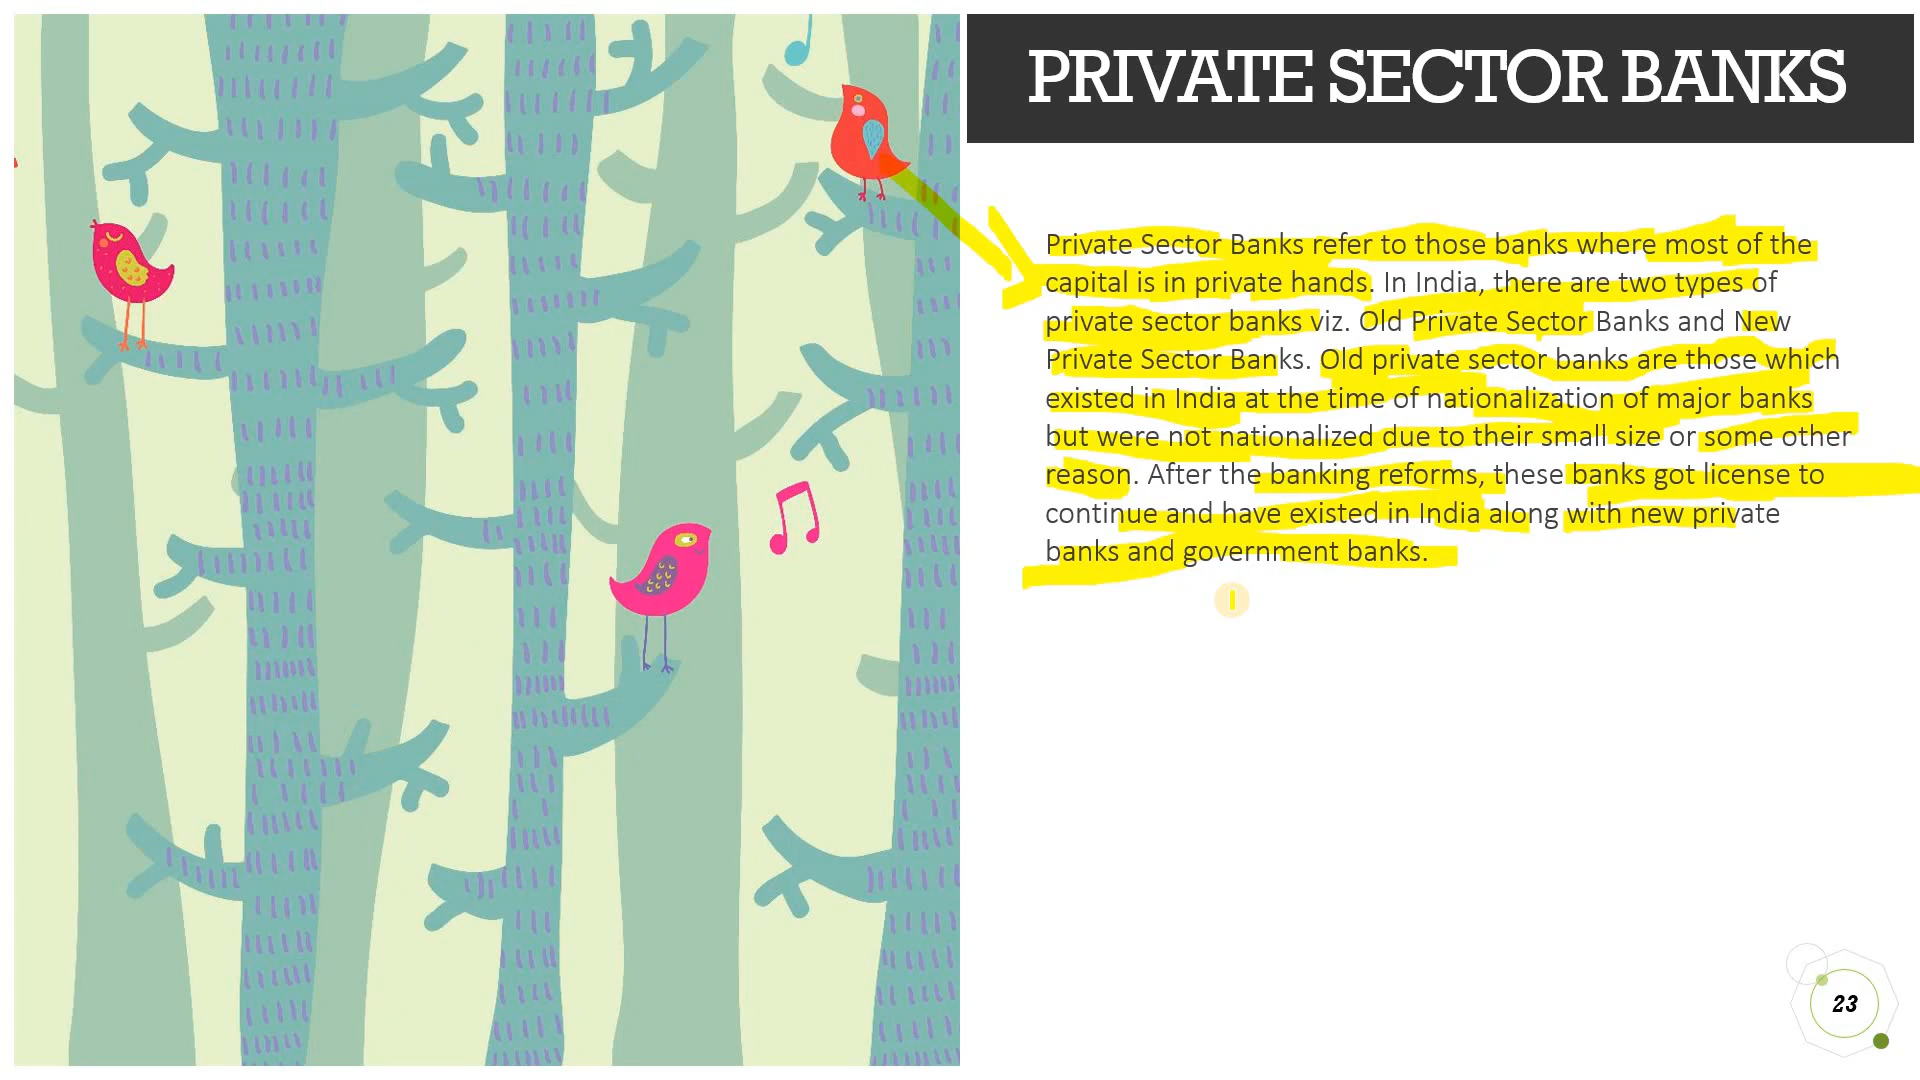 PRIVATE SECTOR BANKS
Private Sector Banks refer to those banks where most of the
capital is in private hands. In India, there are two types of
private sector banks viz. Old Private Sector Banks and New
Private Sector Banks. Old private sector banks are those which
existed in India at the time of nationalization of major banks
but were not nationalized due to their small size or some other
reason. After the banking reforms, these banks got license to
continue and have existed in India along with new private
banks and government banks.
23